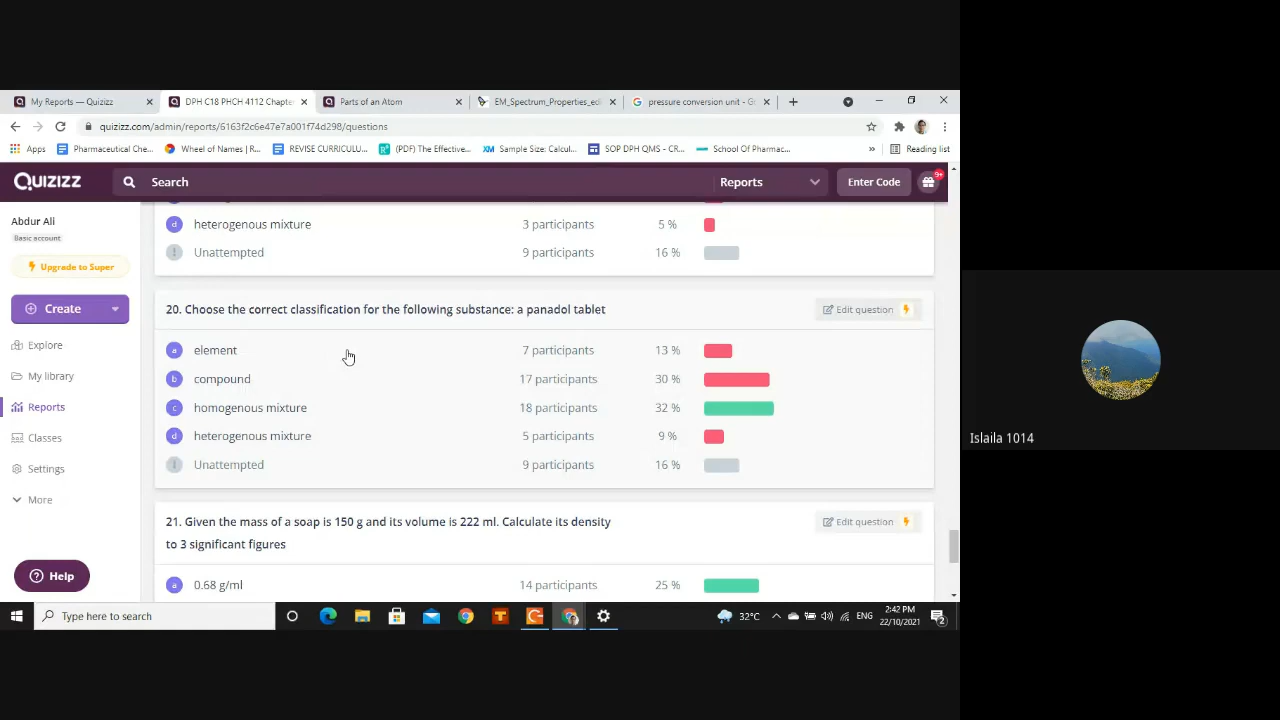 My Reports — Quizizz
DPH C18 PHCH 4112 Chapte
Parts of an Atom
EM_Spectrum_Properties_edi
pressure conversion unit - Go
quizizz.com/admin/reports/6163f2c6e47e7a001f74d298/questions
Apps
Pharmaceutical Che...
Wheel of Names | R...
REVISE CURRICULU...
(PDF) The Effective...
Sample Size: Calcul...
SOP DPH QMS - CR...
School Of Pharmac...
»
Reading list
QUIZIZZ
Search
Reports
Enter Code
9+
Abdur Ali
Basic account
Upgrade to Super
Create
Explore
My library
Reports
Classes
Settings
More
Help
d heterogenous mixture 3 participants 5 %
! Unattempted 9 participants 16 %
20. Choose the correct classification for the following substance: a panadol tablet
Edit question
a element 7 participants 13 %
b compound 17 participants 30 %
c homogenous mixture 18 participants 32 %
d heterogenous mixture 5 participants 9 %
! Unattempted 9 participants 16 %
21. Given the mass of a soap is 150 g and its volume is 222 ml. Calculate its density
to 3 significant figures
Edit question
a 0.68 g/ml 14 participants 25 %
Type here to search
32°C
ENG
2:42 PM
22/10/2021
2
Islaila 1014